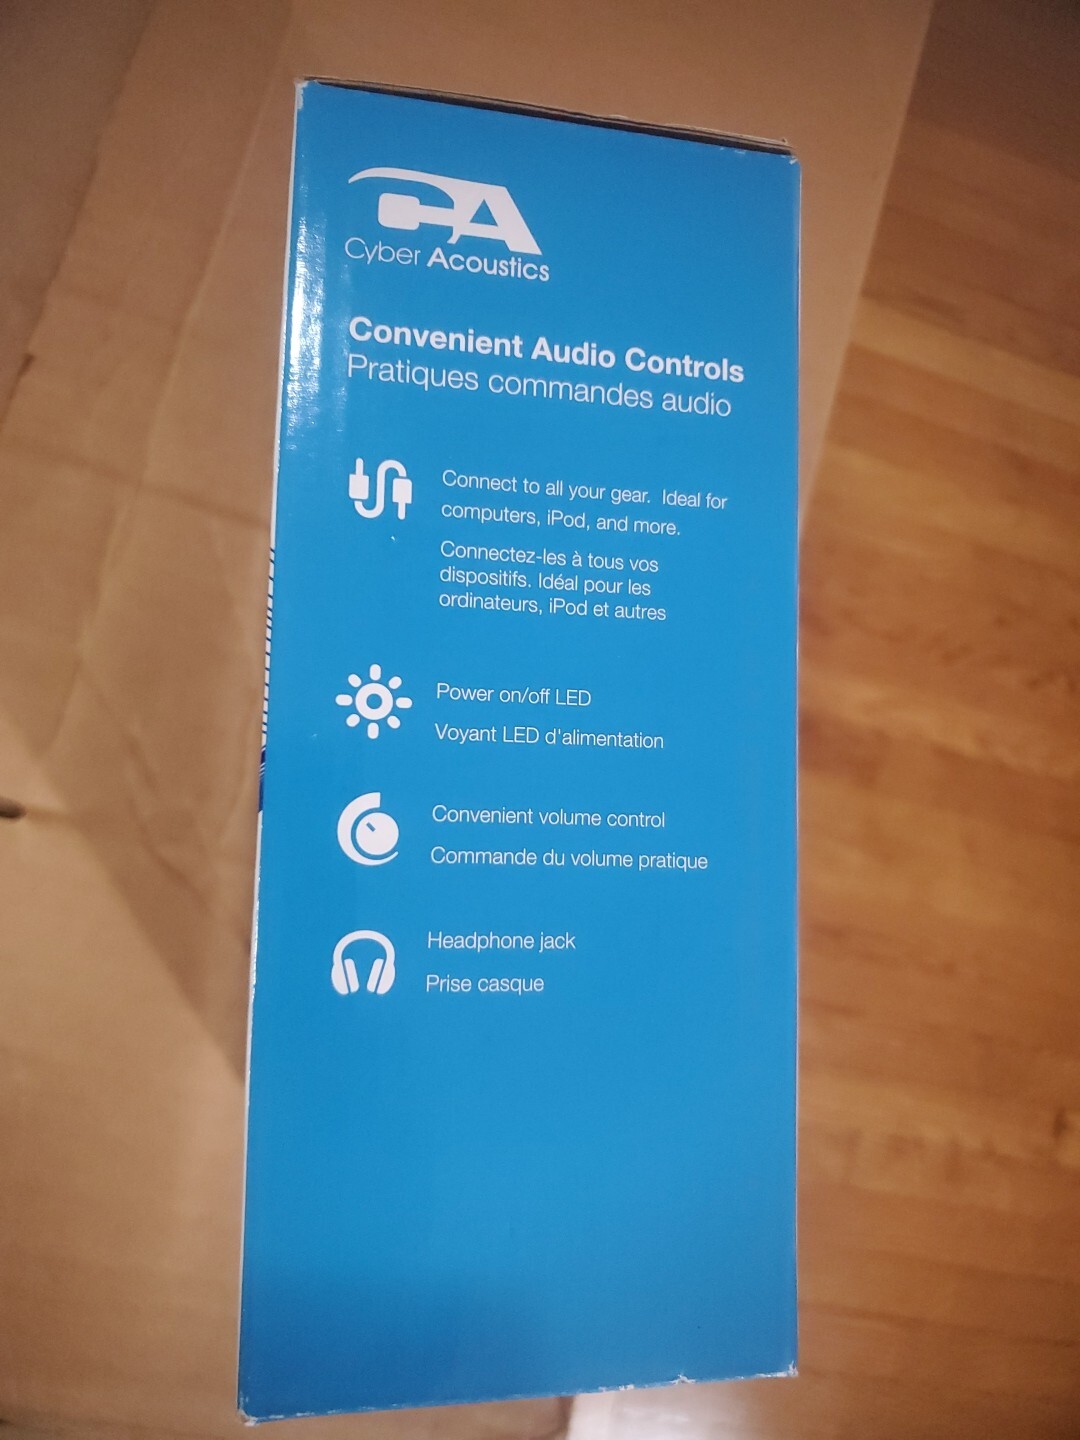 CA
Cyber Acoustics
Convenient Audio Controls
Pratiques commandes audio
Connect to all your gear. Ideal for
computers, iPod, and more.
Connectez-les à tous vos
dispositifs. Idéal pour les
ordinateurs, iPod et autres
Power on/off LED
Voyant LED d'alimentation
Convenient volume control
Commande du volume pratique
Headphone jack
Prise casque